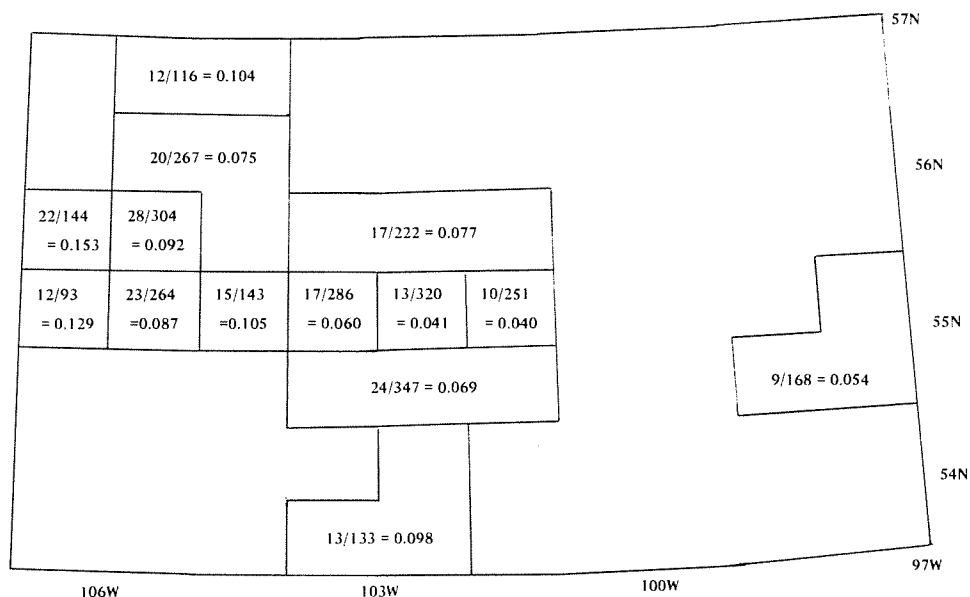 57N
12/116 = 0.104
20/267 = 0.075
56N
22/144
= 0.153
28/304
= 0.092
17/222 = 0.077
12/93
= 0.129
23/264
=0.087
15/143
=0.105
17/286
= 0.060
13/320
= 0.041
10/251
= 0.040
55N
24/347 = 0.069
9/168 = 0.054
54N
13/133 = 0.098
106W
103W
100W
97W